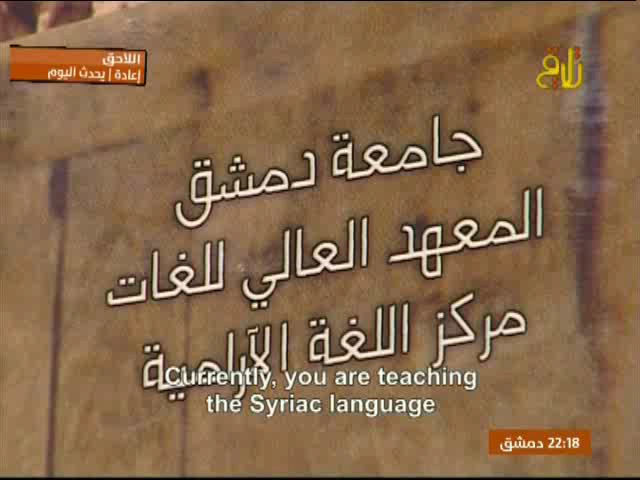 اللاحق
إعادة | يحدث اليوم
تلاقي
جامعة دمشق
المعهد العالي للغات
مركز اللغة الآرامية
Currently, you are teaching
the Syriac language
22:18 دمشق